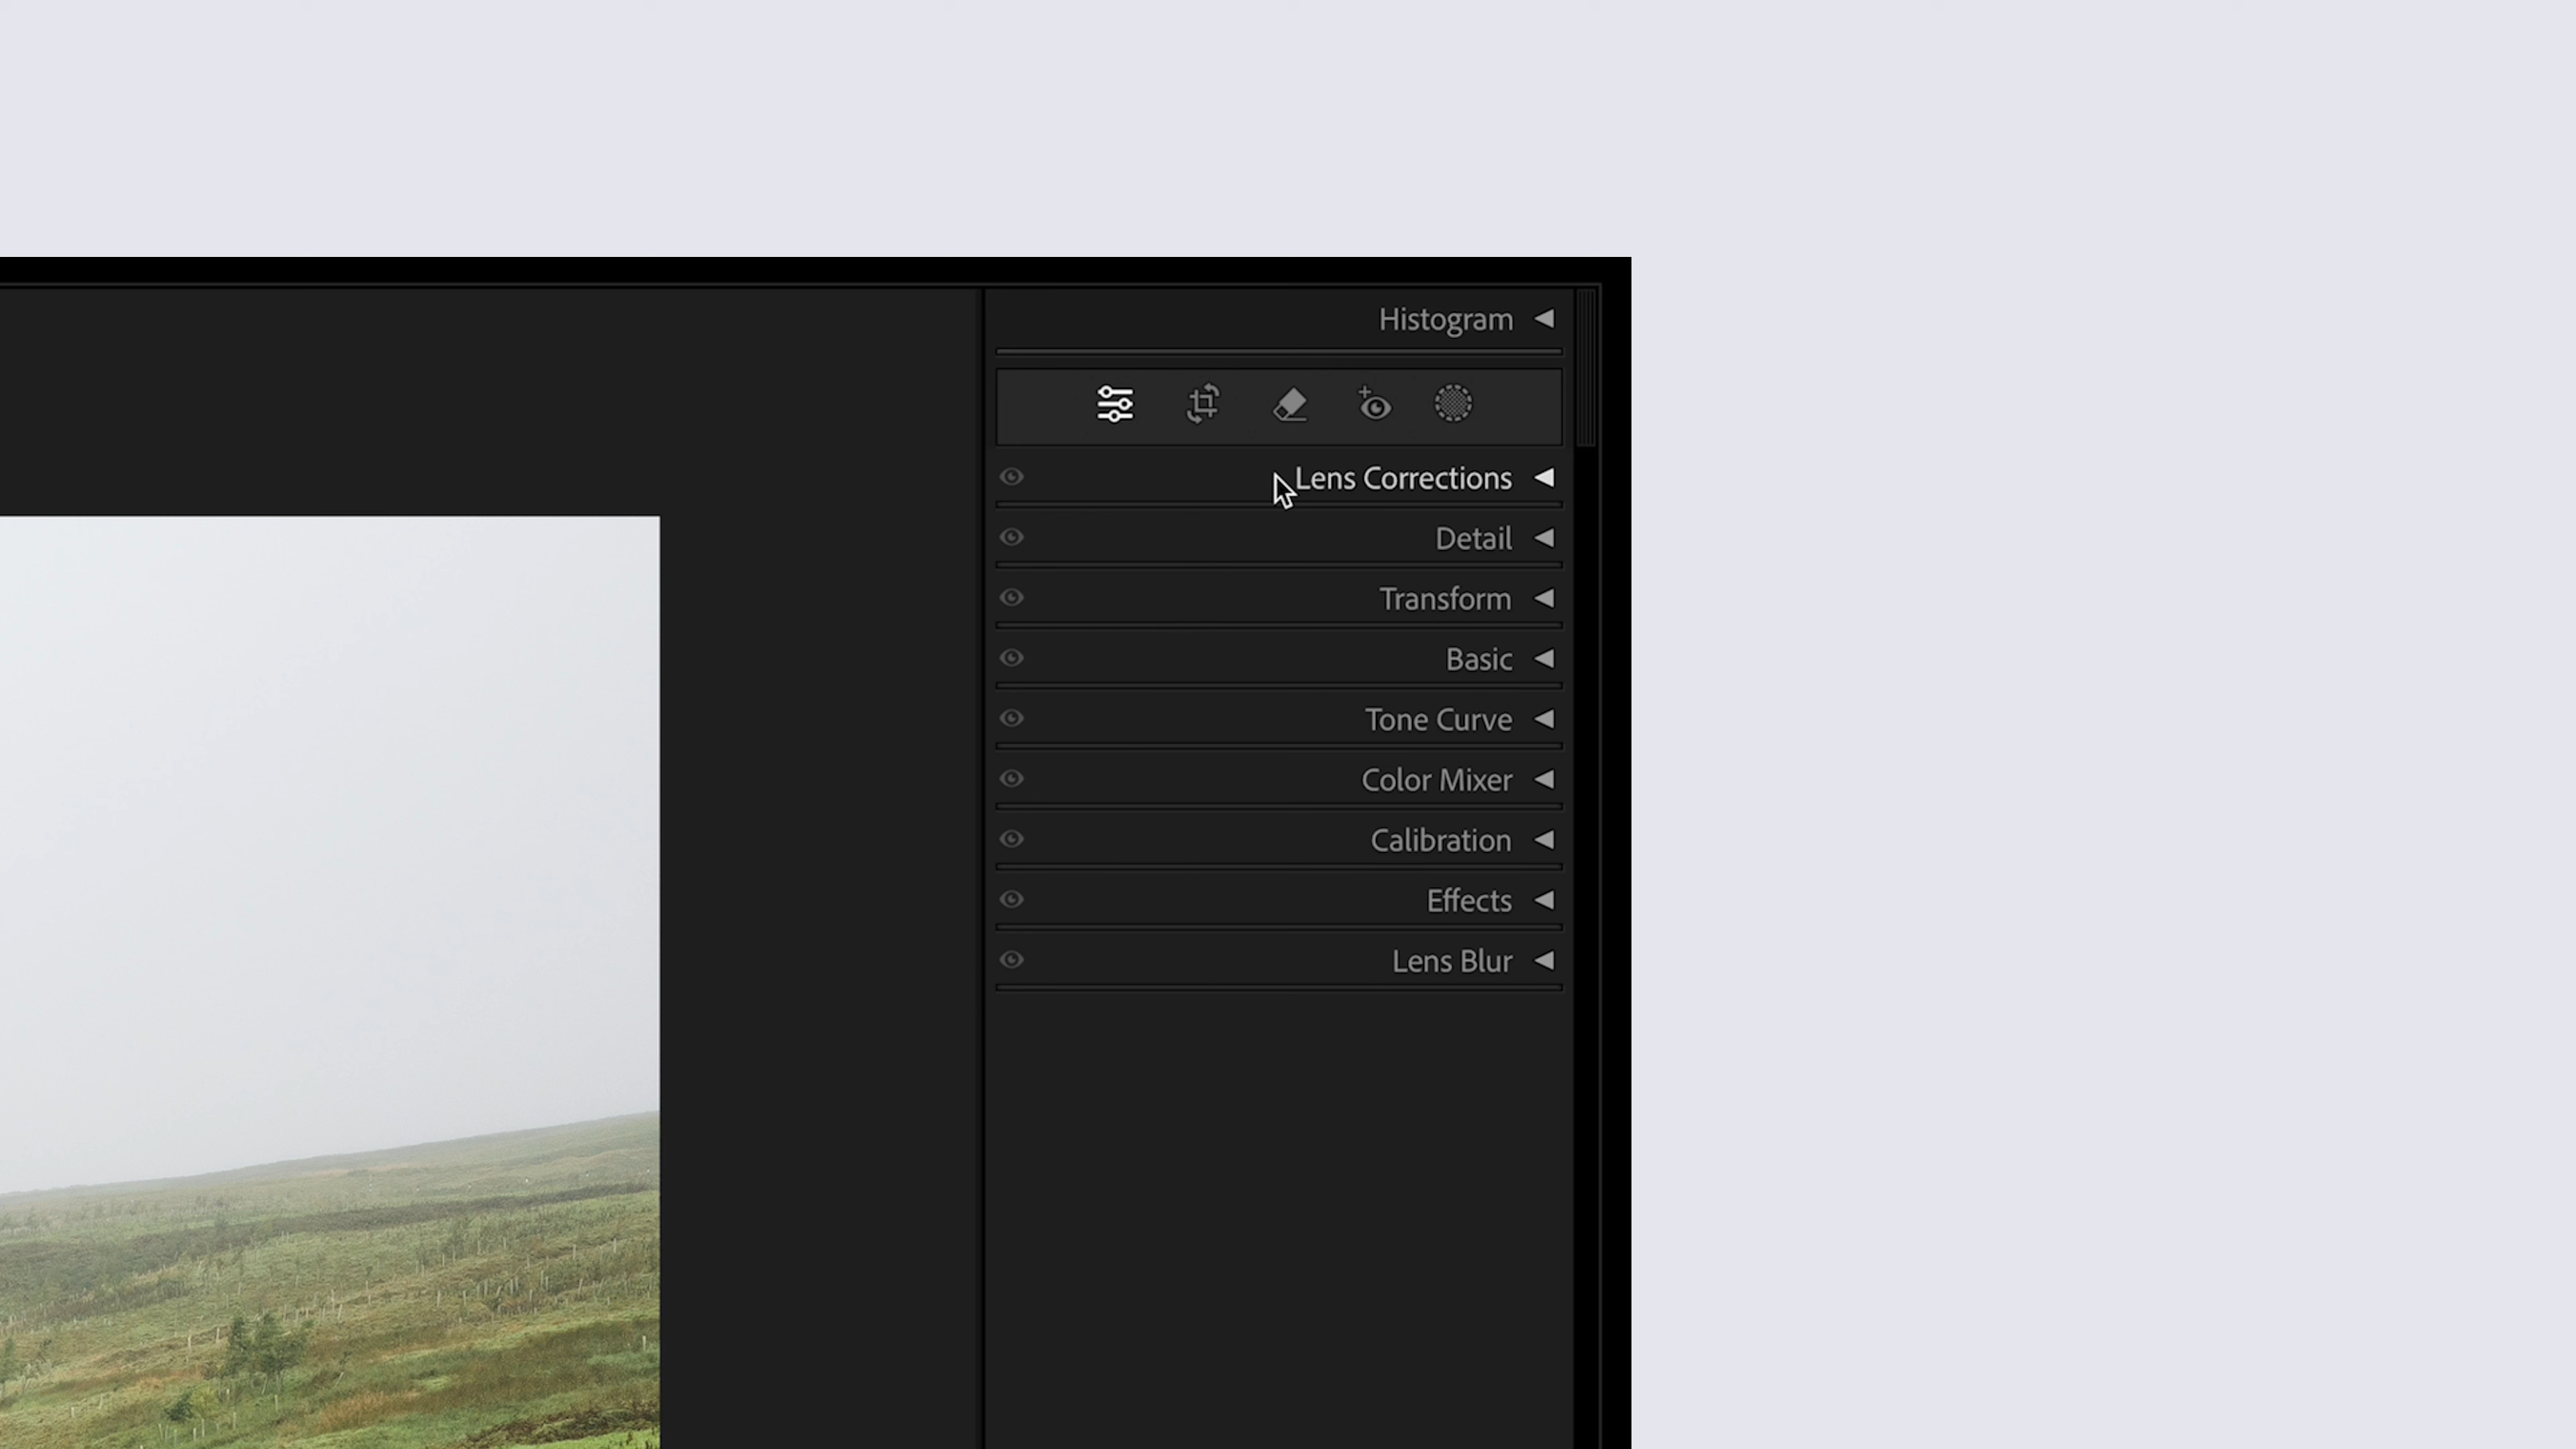 Histogram
Lens Corrections
Detail
Transform
Basic
Tone Curve
Color Mixer
Calibration
Effects
Lens Blur